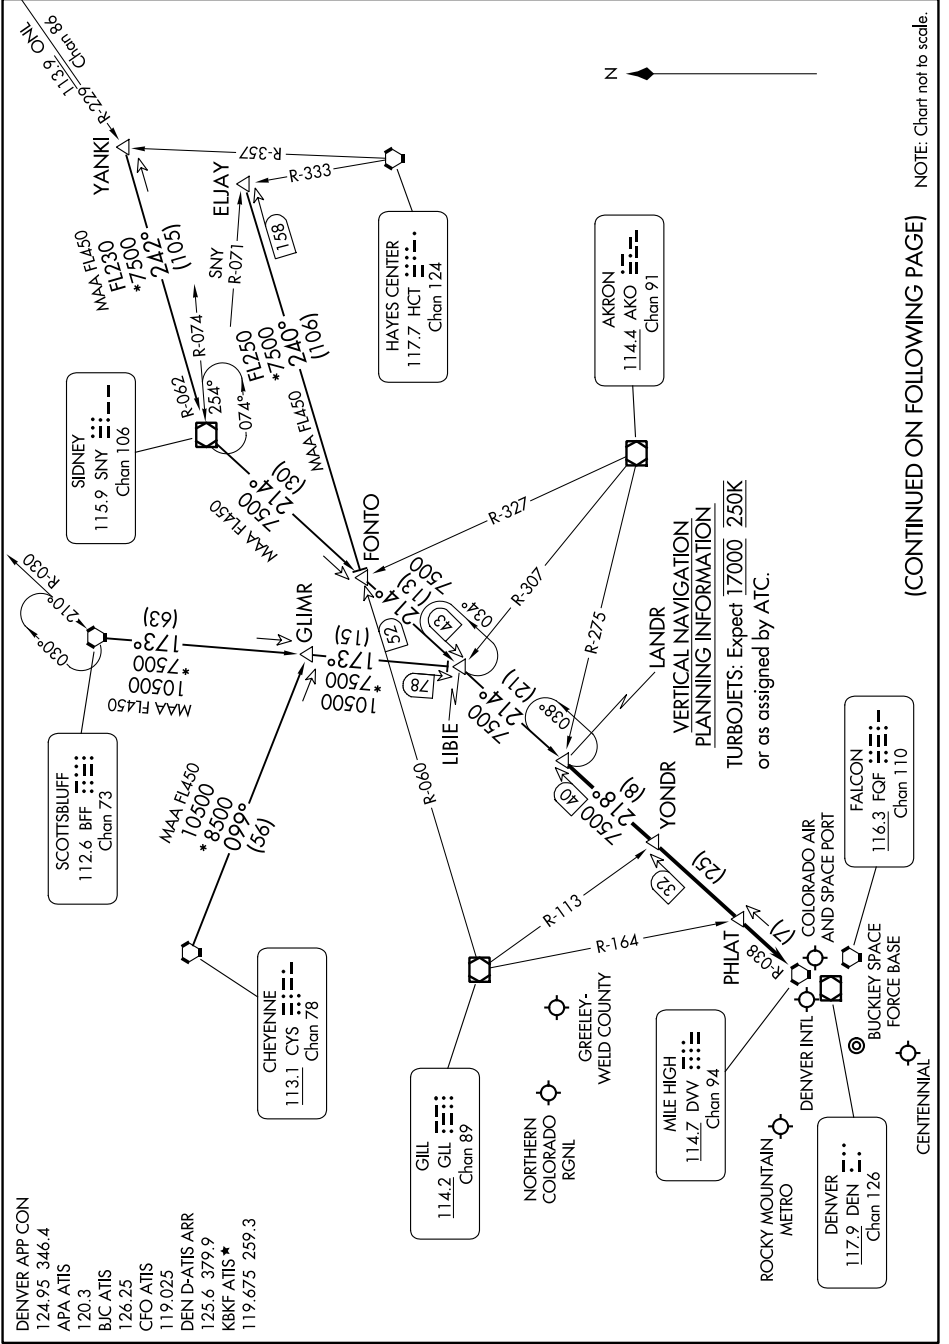 DENVER APP CON
124.95 346.4
APA ATIS
120.3
BJC ATIS
126.25
CFO ATIS
119.025
DEN D-ATIS ARR
125.6 379.9
KBKF ATIS ★
119.675 259.3
SCOTTSBLUFF
112.6 BFF
Chan 73
R-030
210°
030°
MAA FL450
10500
*7500
173°
(63)
SIDNEY
115.9 SNY
Chan 106
R-062
R-074
254°
074°
113.9 ONL
Chan 86
R-229
YANKI
MAA FL450
FL230
*7500
242°
(105)
R-357
ELJAY
R-333
SNY
R-071
158
FL250
*7500
240°
(106)
MAA FL450
HAYES CENTER
117.7 HCT
Chan 124
CHEYENNE
113.1 CYS
Chan 78
MAA FL450
10500
*8500
099°
(56)
GLIMR
10500
*7500
173°
(15)
78
MAA FL450
7500
214°
(30)
FONTO
52
214°
(13)
7500
43
034°
LIBIE
R-060
R-327
R-307
R-275
AKRON
114.4 AKO
Chan 91
7500
214°
(21)
038°
LANDR
VERTICAL NAVIGATION
PLANNING INFORMATION
TURBOJETS: Expect 17000 250K
or as assigned by ATC.
40
7500
218°
(8)
YONDR
32
(25)
R-113
R-164
PHLAT
(7)
R-038
GILL
114.2 GLL
Chan 89
GREELEY-
WELD COUNTY
NORTHERN
COLORADO
RGNL
MILE HIGH
114.7 DVV
Chan 94
DENVER INTL
COLORADO AIR
AND SPACE PORT
FALCON
116.3 FQF
Chan 110
BUCKLEY SPACE
FORCE BASE
ROCKY MOUNTAIN
METRO
DENVER
117.9 DEN
Chan 126
CENTENNIAL
N
(CONTINUED ON FOLLOWING PAGE)
NOTE: Chart not to scale.